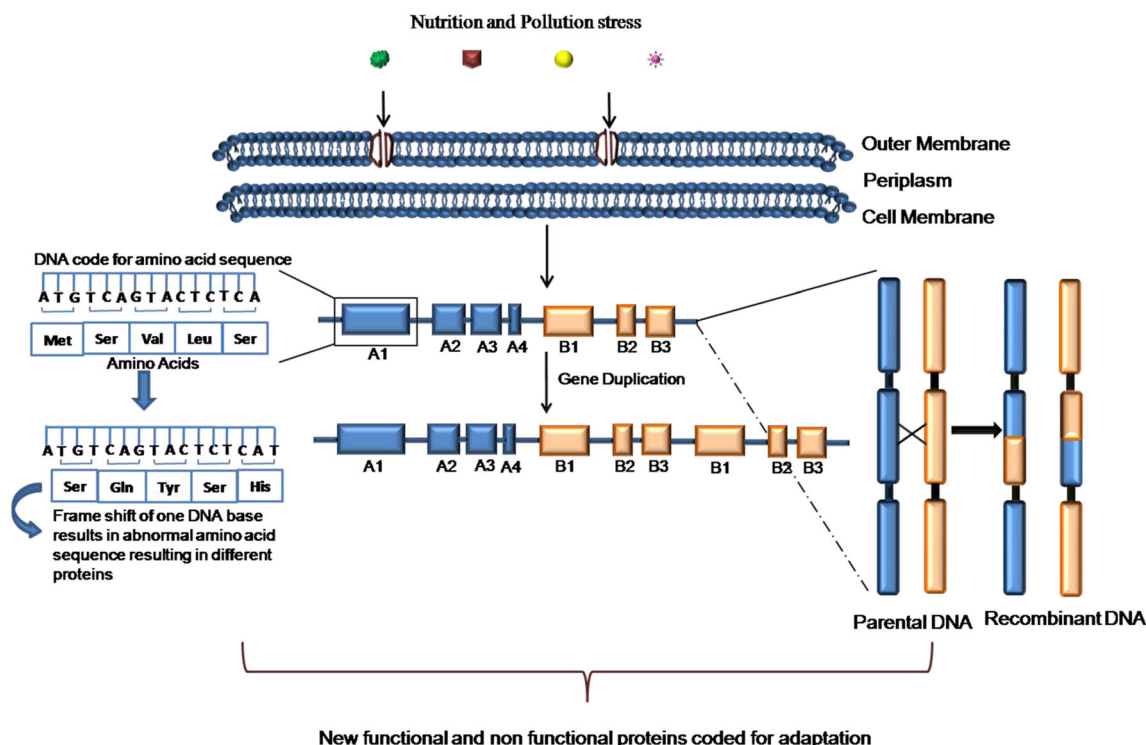 Nutrition and Pollution stress
Outer Membrane
Periplasm
Cell Membrane
DNA code for amino acid sequence
A T G T C A G T A C T C T C A
Met Ser Val Leu Ser
Amino Acids
A1 A2 A3 A4 B1 B2 B3
Gene Duplication
A T G T C A G T A C T C T C A T
Ser Gln Tyr Ser His
Frame shift of one DNA base
results in abnormal amino acid
sequence resulting in different
proteins
A1 A2 A3 A4 B1 B2 B3 B1 B2 B3
Parental DNA Recombinant DNA
New functional and non functional proteins coded for adaptation